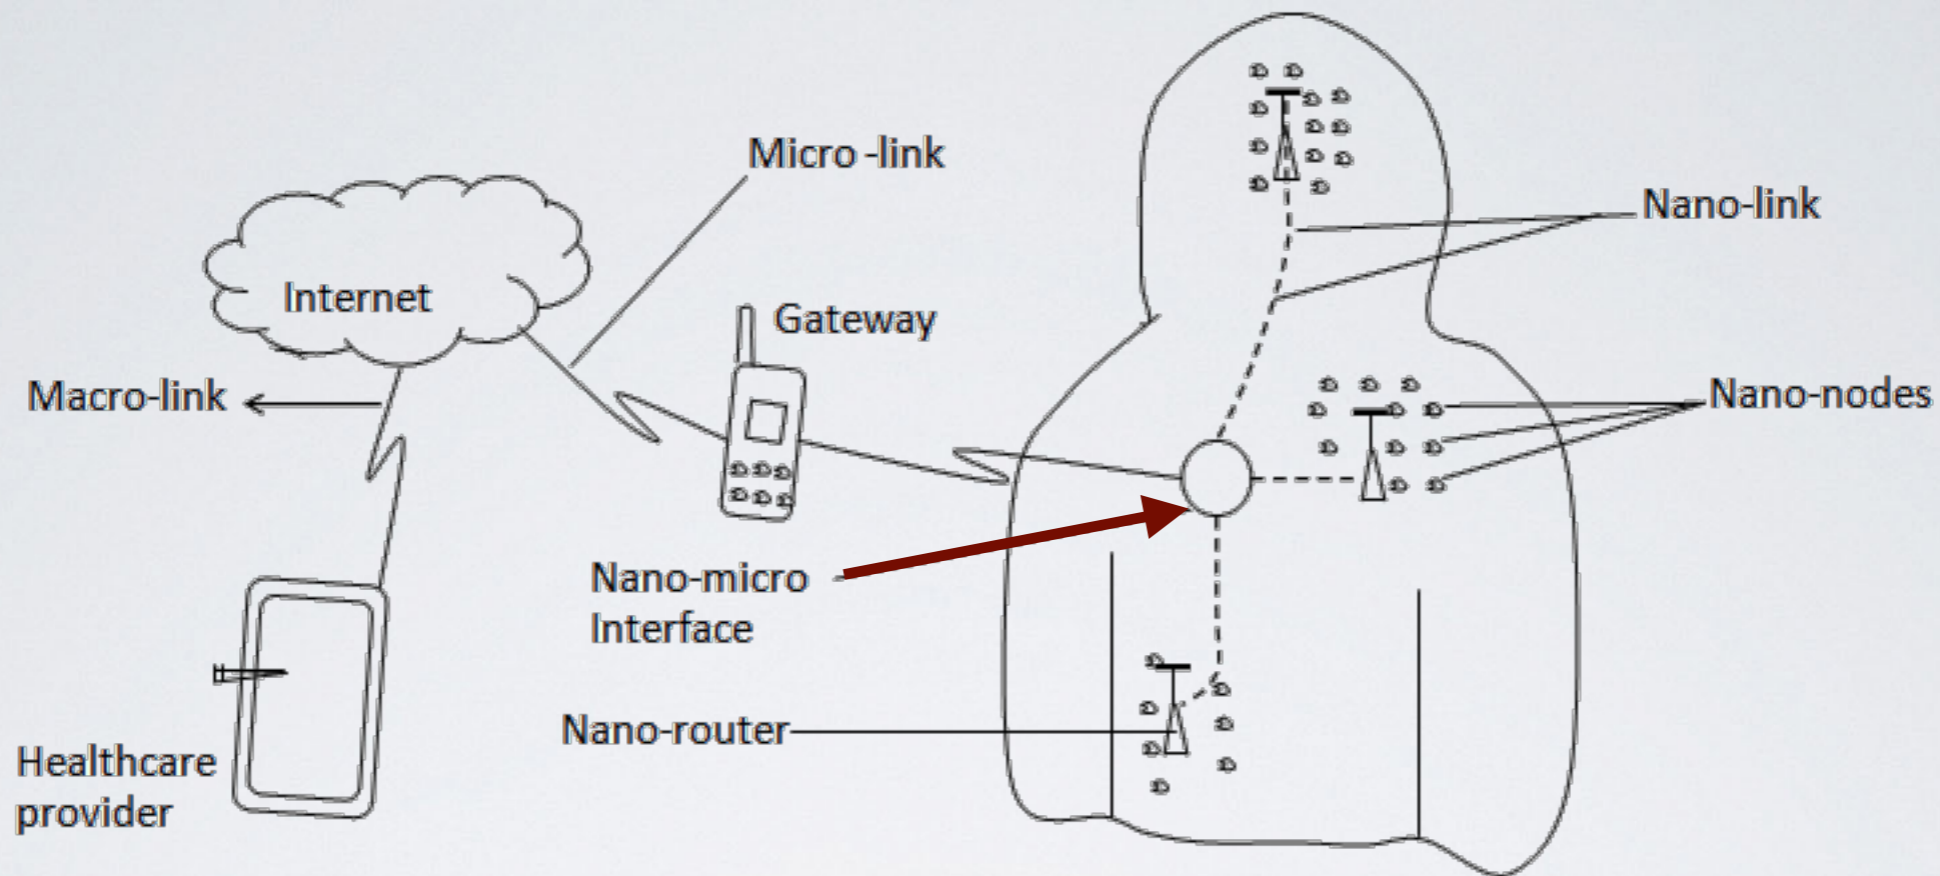 Micro -link
Nano-link
Internet
Gateway
Macro-link
Nano-nodes
Nano-micro
Interface
Nano-router
Healthcare
provider